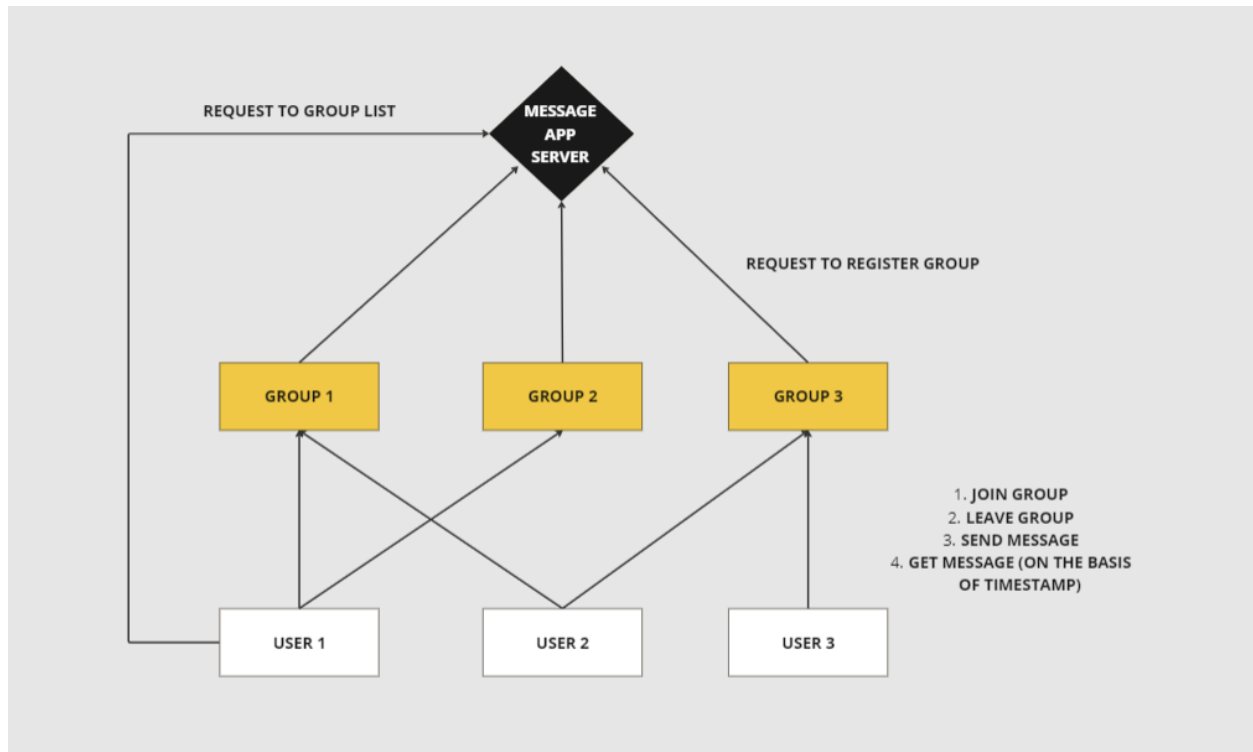 REQUEST TO GROUP LIST
MESSAGE
APP
SERVER
REQUEST TO REGISTER GROUP
GROUP 1
GROUP 2
GROUP 3
1. JOIN GROUP
2. LEAVE GROUP
3. SEND MESSAGE
4. GET MESSAGE (ON THE BASIS
OF TIMESTAMP)
USER 1
USER 2
USER 3